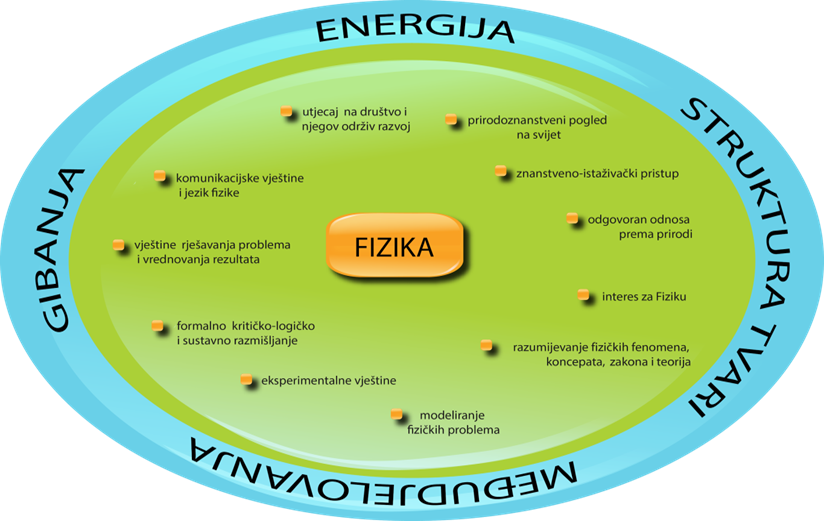 ENERGIJA
STRUKTURA TVARI
MEĐUDJELOVANJA
GIBANJA
FIZIKA
utjecaj na društvo i
njegov održiv razvoj
prirodoznanstveni pogled
na svijet
znanstveno-istaživački pristup
odgovoran odnosa
prema prirodi
interes za Fiziku
razumijevanje fizičkih fenomena,
koncepata, zakona i teorija
modeliranje
fizičkih problema
eksperimentalne vještine
formalno kritičko-logičko
i sustavno razmišljanje
vještine rješavanja problema
i vrednovanja rezultata
komunikacijske vještine
i jezik fizike